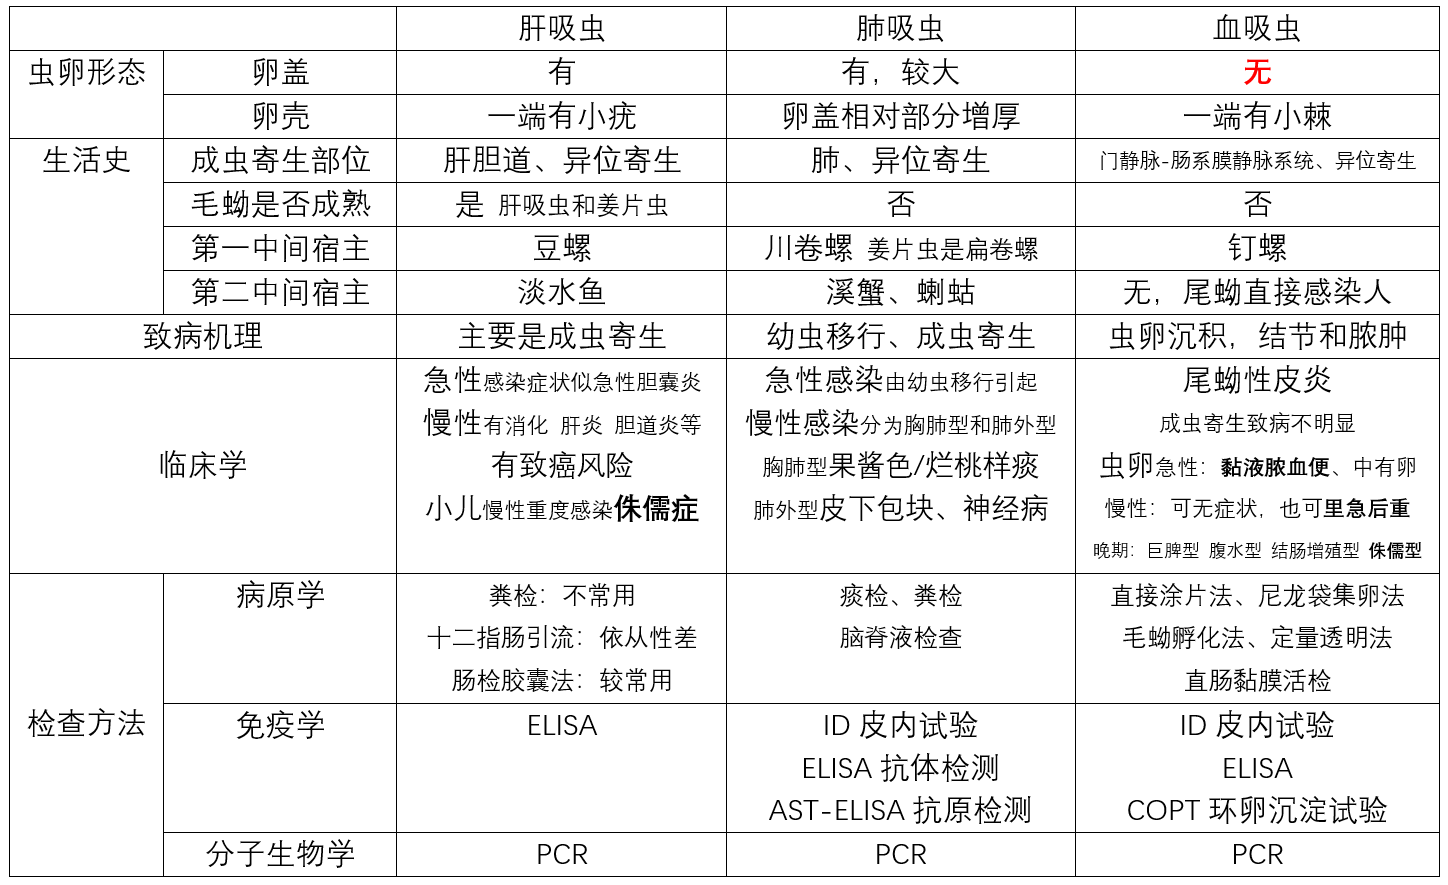 肝吸虫 肺吸虫 血吸虫
虫卵形态 卵盖 有 有，较大 无
卵壳 一端有小疣 卵盖相对部分增厚 一端有小棘
生活史 成虫寄生部位 肝胆道、异位寄生 肺、异位寄生 门静脉-肠系膜静脉系统、异位寄生
毛蚴是否成熟 是 肝吸虫和姜片虫 否 否
第一中间宿主 豆螺 川卷螺 姜片虫是扁卷螺 钉螺
第二中间宿主 淡水鱼 溪蟹、蝲蛄 无，尾蚴直接感染人
致病机理 主要是成虫寄生 幼虫移行、成虫寄生 虫卵沉积，结节和脓肿
临床学
急性感染症状似急性胆囊炎
慢性有消化 肝炎 胆道炎等
有致癌风险
小儿慢性重度感染侏儒症
急性感染由幼虫移行引起
慢性感染分为胸肺型和肺外型
胸肺型果酱色/烂桃样痰
肺外型皮下包块、神经病
尾蚴性皮炎
成虫寄生致病不明显
虫卵急性：黏液脓血便、中有卵
慢性：可无症状，也可里急后重
晚期：巨脾型 腹水型 结肠增殖型 侏儒型
检查方法
病原学
粪检：不常用
十二指肠引流：依从性差
肠检胶囊法：较常用
痰检、粪检
脑脊液检查
直接涂片法、尼龙袋集卵法
毛蚴孵化法、定量透明法
直肠黏膜活检
免疫学
ELISA
ID 皮内试验
ELISA 抗体检测
AST-ELISA 抗原检测
ID 皮内试验
ELISA
COPT 环卵沉淀试验
分子生物学 PCR PCR PCR